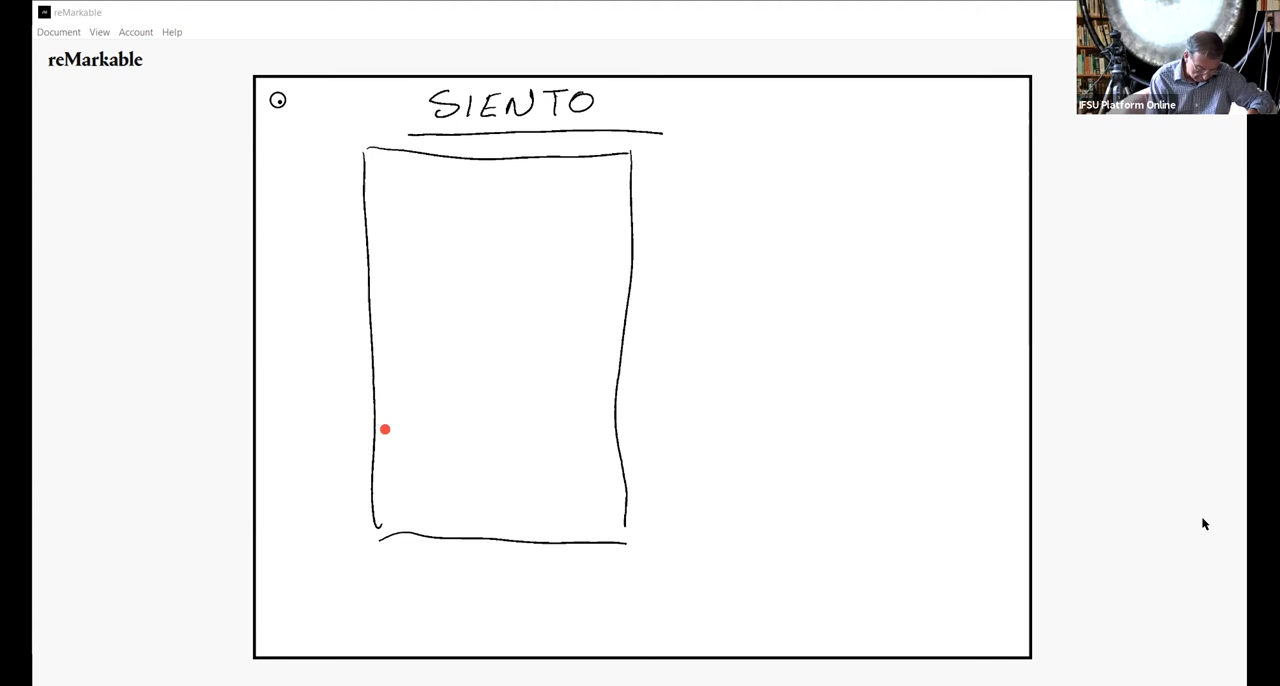 reMarkable
Document View Account Help
reMarkable
SIENTO
IFSU Platform Online